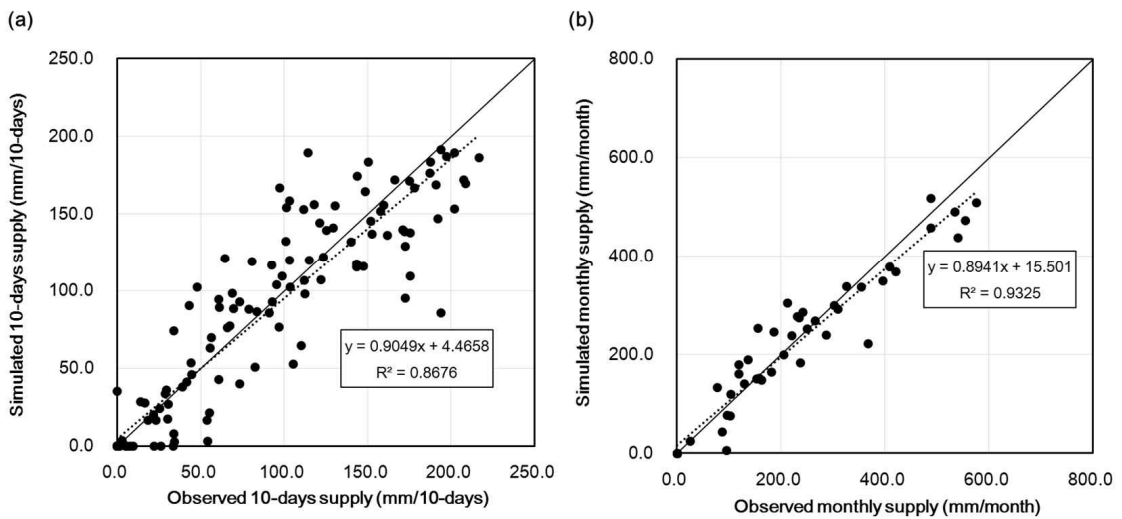 (a)
250.0
200.0
150.0
100.0
50.0
0.0
Simulated 10-days supply (mm/10-days)
y = 0.9049x + 4.4658
R² = 0.8676
0.0 50.0 100.0 150.0 200.0 250.0
Observed 10-days supply (mm/10-days)
(b)
800.0
600.0
400.0
200.0
0.0
Simulated monthly supply (mm/month)
y = 0.8941x + 15.501
R² = 0.9325
0.0 200.0 400.0 600.0 800.0
Observed monthly supply (mm/month)